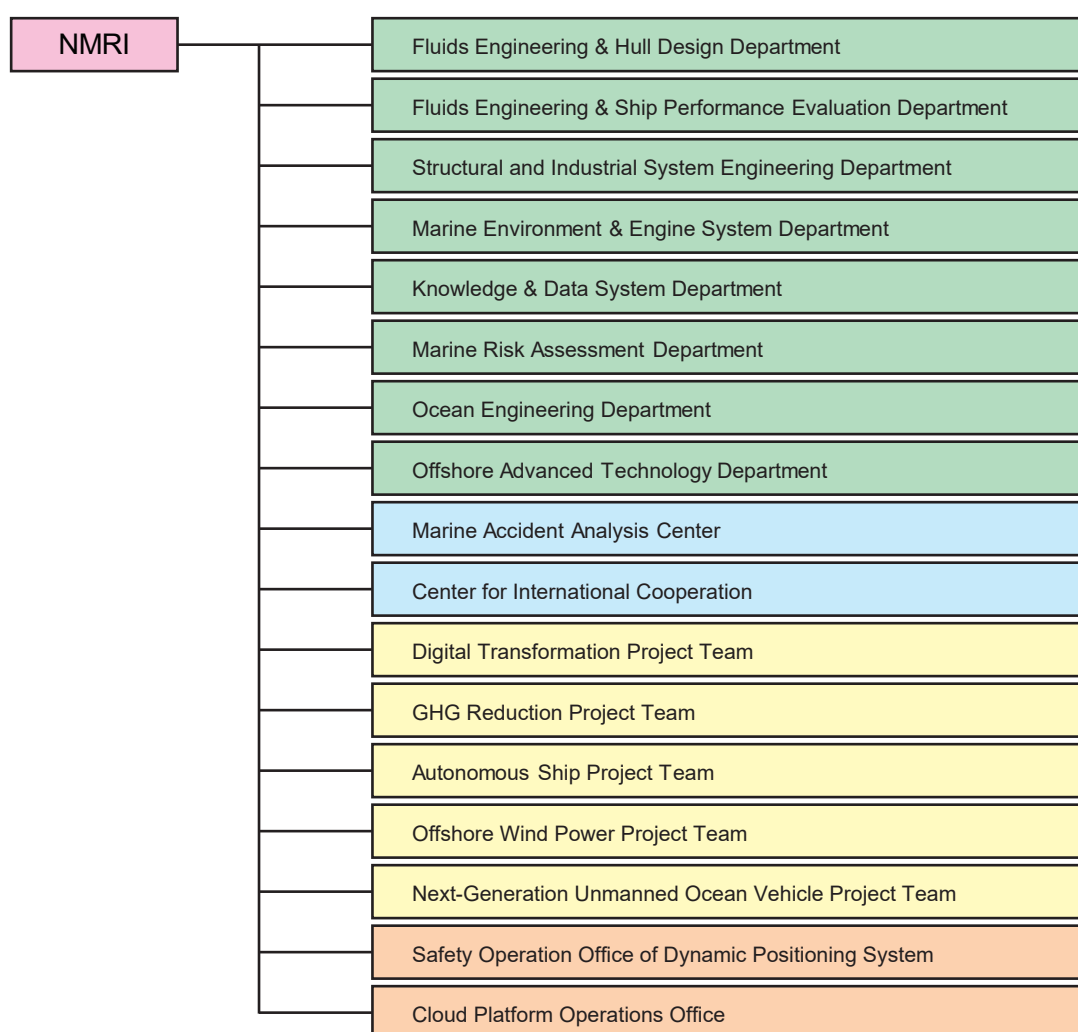 NMRI
Fluids Engineering & Hull Design Department
Fluids Engineering & Ship Performance Evaluation Department
Structural and Industrial System Engineering Department
Marine Environment & Engine System Department
Knowledge & Data System Department
Marine Risk Assessment Department
Ocean Engineering Department
Offshore Advanced Technology Department
Marine Accident Analysis Center
Center for International Cooperation
Digital Transformation Project Team
GHG Reduction Project Team
Autonomous Ship Project Team
Offshore Wind Power Project Team
Next-Generation Unmanned Ocean Vehicle Project Team
Safety Operation Office of Dynamic Positioning System
Cloud Platform Operations Office